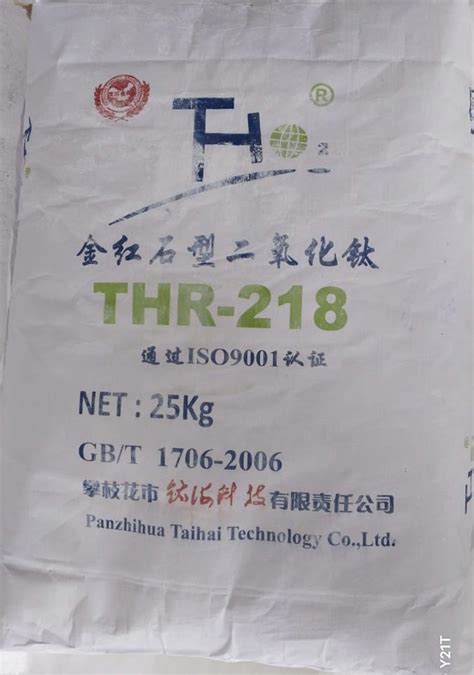 TH
®
2
金红石型二氧化钛
THR-218
通过ISO9001认证
NET : 25Kg
GB/T 1706-2006
攀枝花市钛海科技有限责任公司
Panzhihua Taihai Technology Co.,Ltd.
Y21T